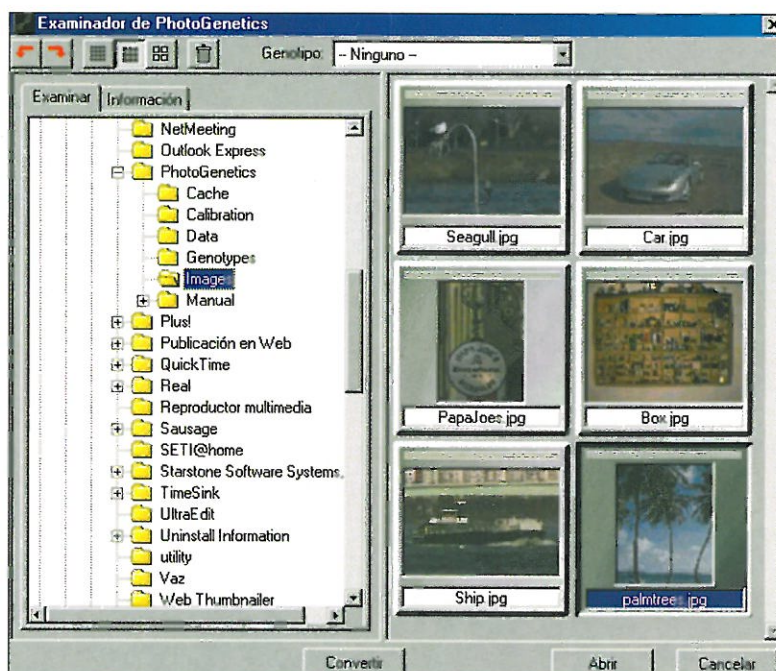 Examinador de PhotoGenetics
Genotipo: -- Ninguno --
Examinar Información
NetMeeting
Outlook Express
PhotoGenetics
Cache
Calibration
Data
Genotypes
Images
Manual
Plus!
Publicación en Web
QuickTime
Real
Reproductor multimedia
Sausage
SETI@home
Starstone Software Systems,
TimeSink
UltraEdit
Uninstall Information
utility
Vaz
Web Thumbnailer
Seagull.jpg
Car.jpg
PapaJoes.jpg
Box.jpg
Ship.jpg
palmtrees.jpg
Convertir
Abrir
Cancelar